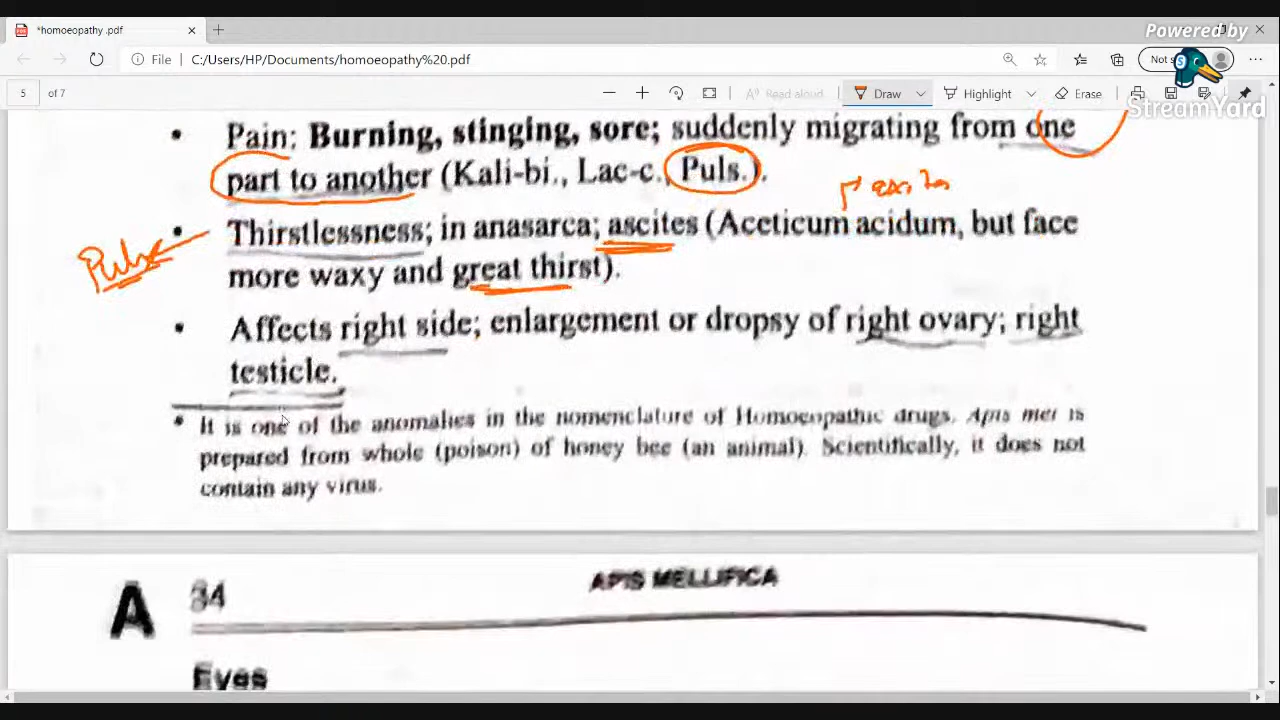 *homoeopathy .pdf
Powered by
File C:/Users/HP/Documents/homoeopathy%20.pdf
Not s
StreamYard
5 of 7
Read aloud
Draw
Highlight
Erase
• Pain: Burning, stinging, sore; suddenly migrating from one
part to another (Kali-bi., Lac-c., Puls.).
• Thirstlessness; in anasarca; ascites (Aceticum acidum, but face
Puls
more waxy and great thirst).
• Affects right side; enlargement or dropsy of right ovary; right
testicle.
* It is one of the anomalies in the nomenclature of Homoeopathic drugs. Apis mel is
prepared from whole (poison) of honey bee (an animal). Scientifically, it does not
contain any virus.
A 34 APIS MELLIFICA
Eyes